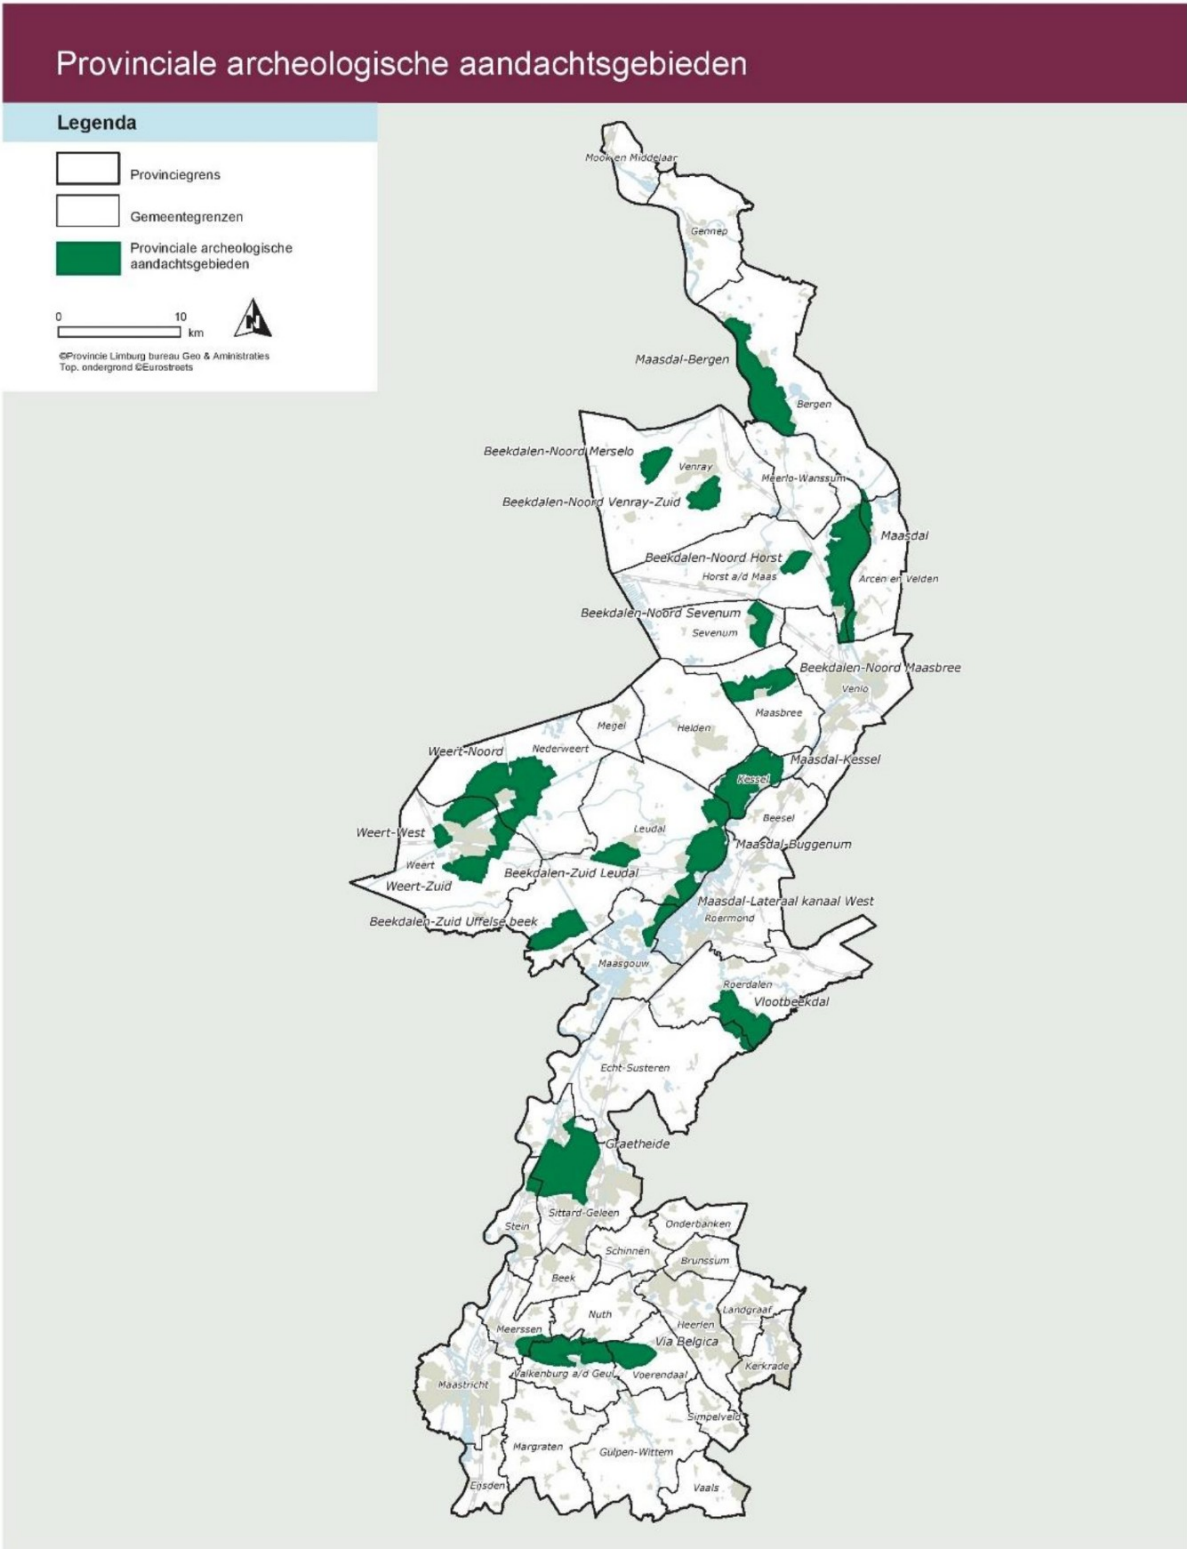 Provinciale archeologische aandachtsgebieden
Legenda
Provinciegrens
Gemeentegrenzen
Provinciale archeologische
aandachtsgebieden
0 10
km
N
©Provincie Limburg bureau Geo & Aministraties
Top. ondergrond ©Eurostreets
Mook en Middelaar
Gennep
Maasdal-Bergen
Bergen
Beekdalen-Noord Merselo
Venray
Meerlo-Wanssum
Beekdalen-Noord Venray-Zuid
Maasdal
Beekdalen-Noord Horst
Horst a/d Maas
Arcen en Velden
Beekdalen-Noord Sevenum
Sevenum
Beekdalen-Noord Maasbree
Venlo
Maasbree
Mejel
Helden
Weert-Noord
Nederweert
Maasdal-Kessel
Kessel
Beesel
Leudal
Weert-West
Maasdal-Buggenum
Weert
Beekdalen-Zuid Leudal
Weert-Zuid
Maasdal-Lateraal kanaal West
Roermond
Beekdalen-Zuid Uffelse beek
Maasgouw
Roerdalen
Vlootbeekdal
Echt-Susteren
Graetheide
Sittard-Geleen
Stein
Onderbanken
Schinnen
Brunssum
Beek
Nuth
Landgraaf
Heerlen
Meerssen
Via Belgica
Kerkrade
Valkenburg a/d Geul
Voerendaal
Maastricht
Simpelveld
Margraten
Gulpen-Wittem
Eijsden
Vaals